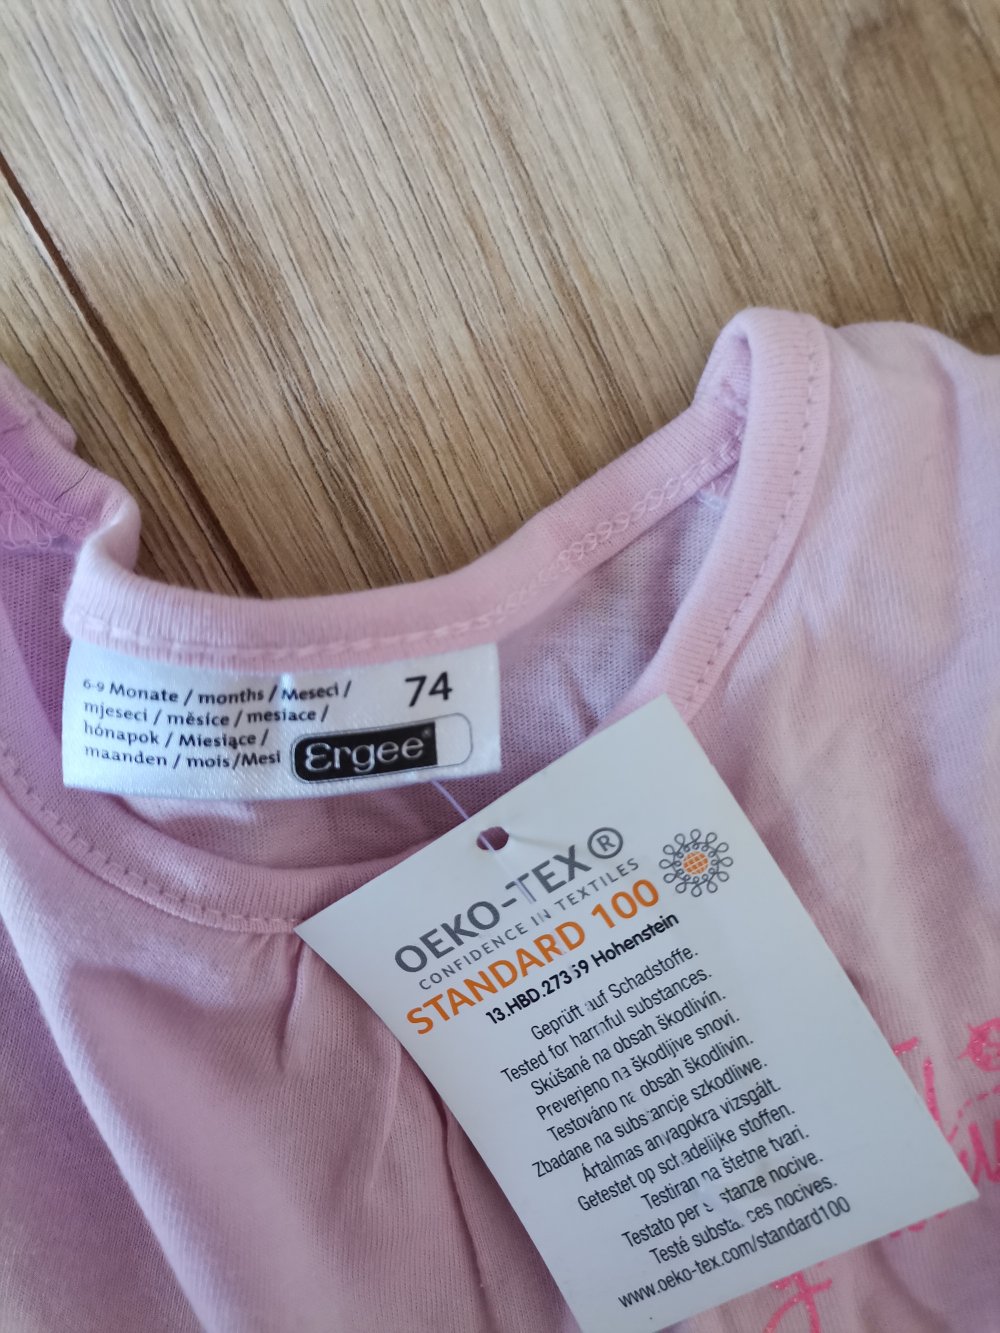 6-9 Monate / months / Meseci /
mjeseci / měsíce / mesiace /
hónapok / Miesiące /
maanden / mois/Mesi
74
Ergee®
OEKO-TEX®
CONFIDENCE IN TEXTILES
STANDARD 100
13.HBD.27359 Hohenstein
Geprüft auf Schadstoffe.
Tested for harmful substances.
Skúšané na obsah škodlivín.
Preverjeno na škodljive snovi.
Testováno na obsah škodlivin.
Zbadane na substancje szkodliwe.
Ártalmas anyagokra vizsgált.
Getestet op schadelijke stoffen.
Testiran na štetne tvari.
Testato per sostanze nocive.
Testé substances nocives.
www.oeko-tex.com/standard100